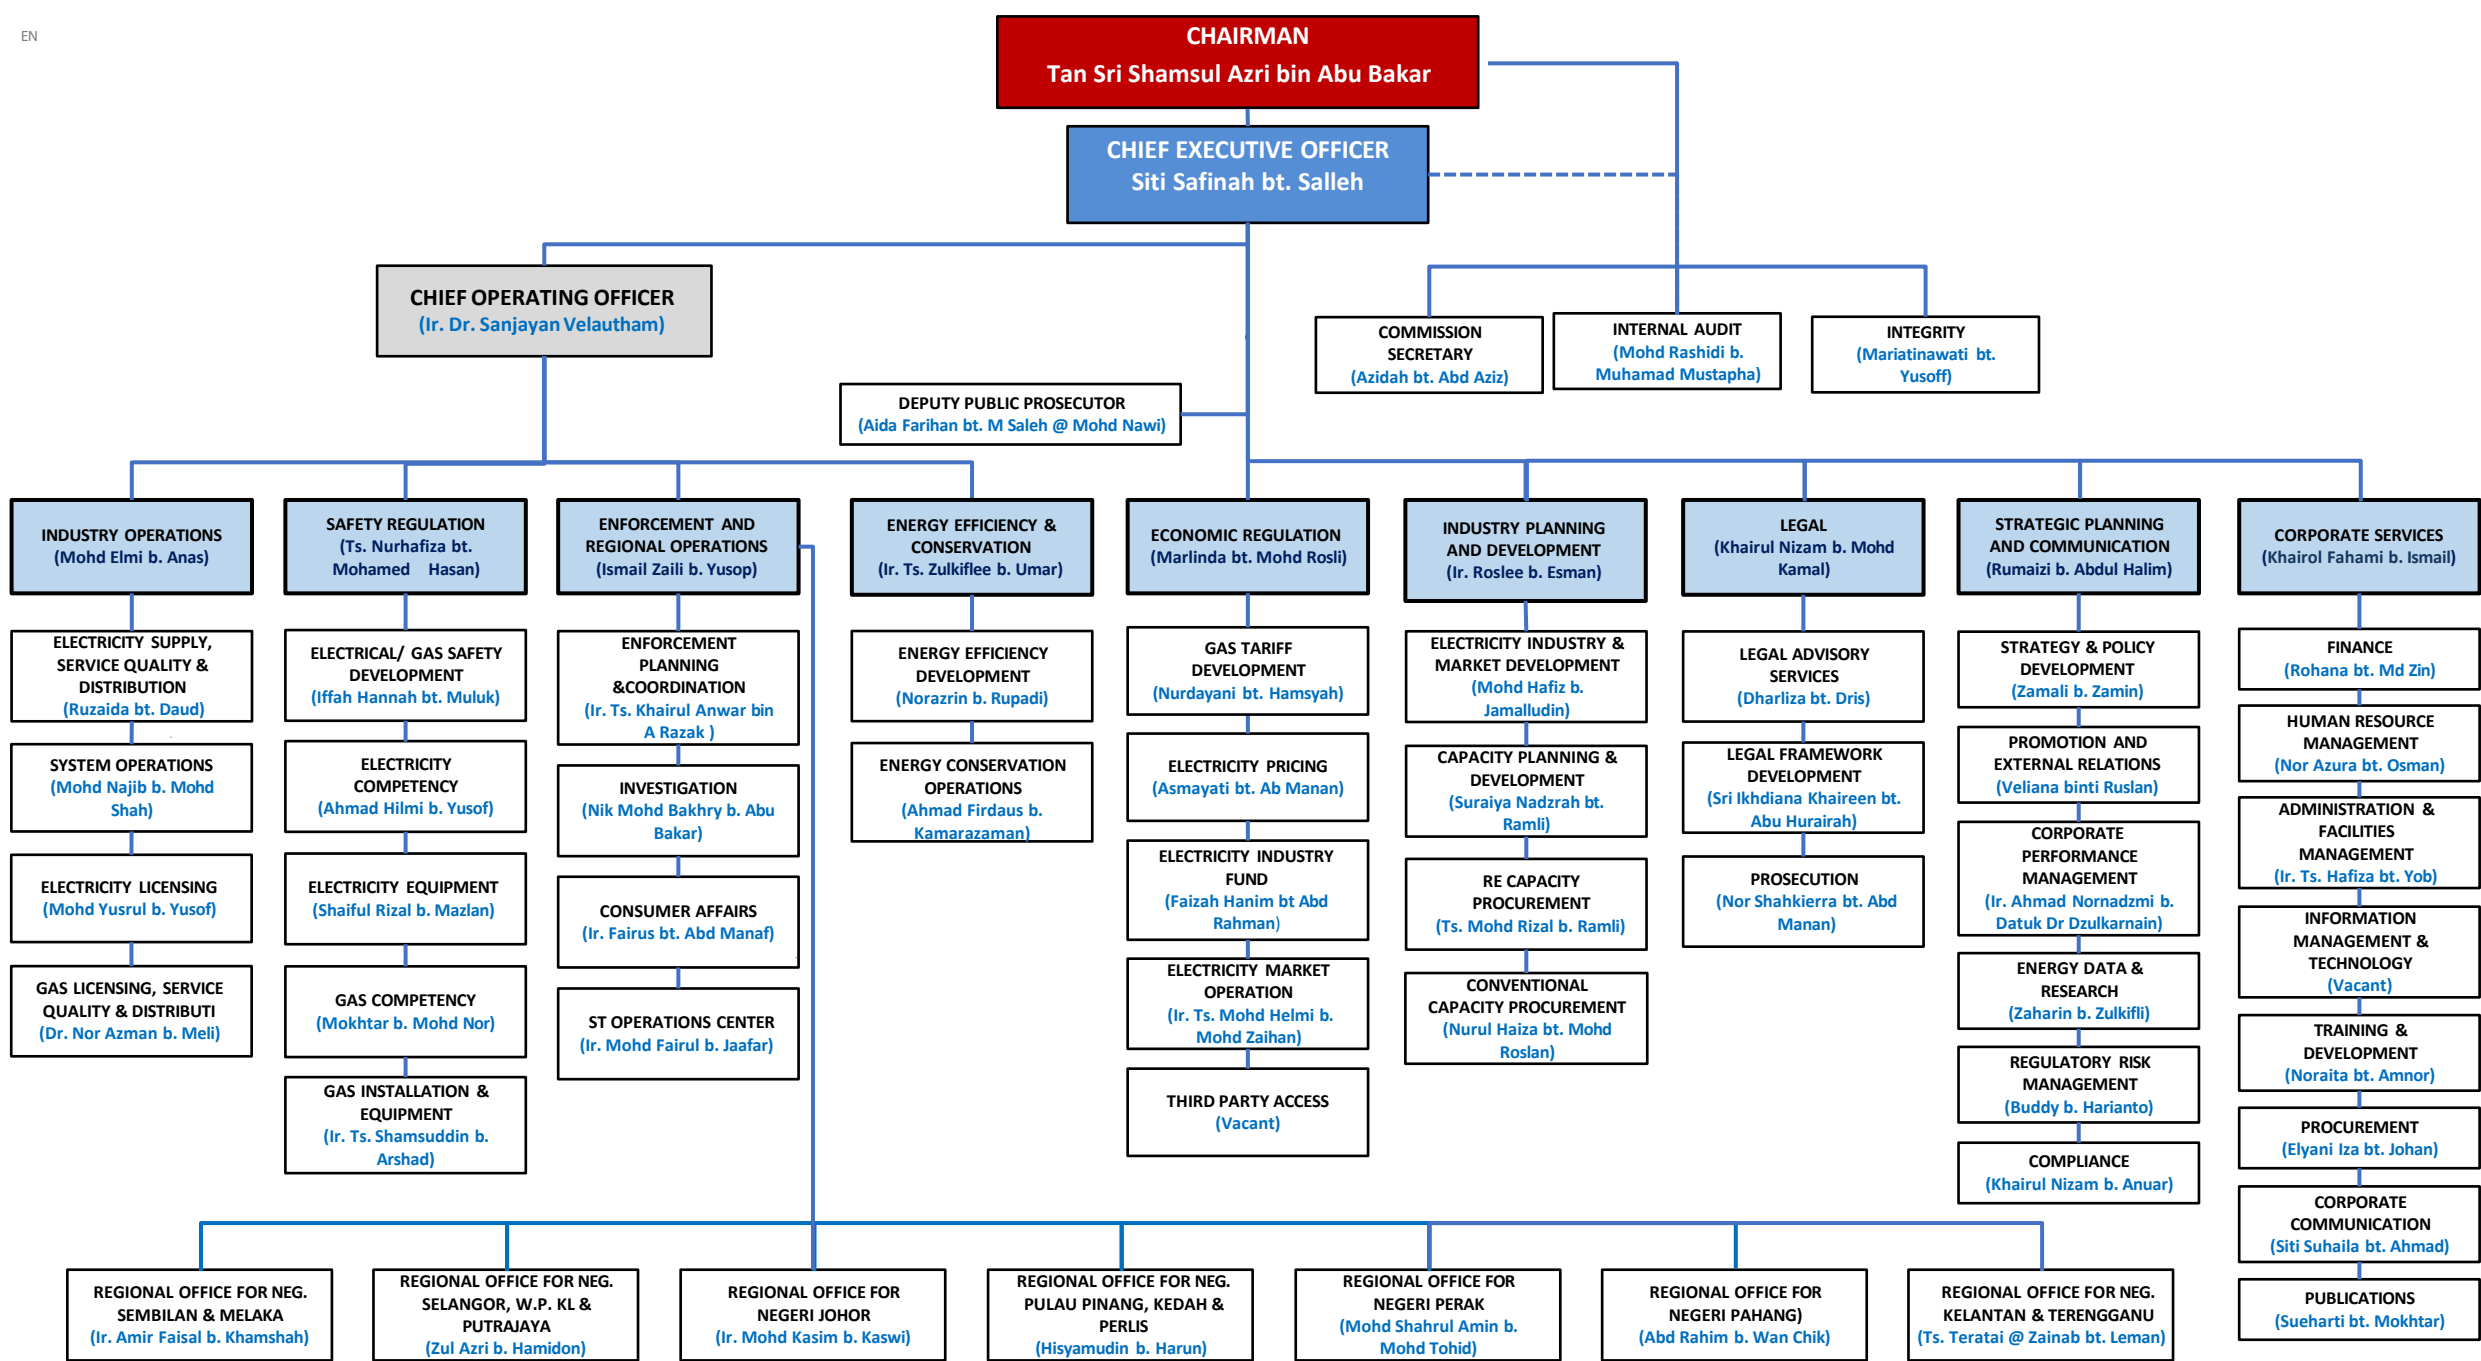 EN
CHAIRMAN
Tan Sri Shamsul Azri bin Abu Bakar
CHIEF EXECUTIVE OFFICER
Siti Safinah bt. Salleh
CHIEF OPERATING OFFICER
(Ir. Dr. Sanjayan Velautham)
COMMISSION
SECRETARY
(Azidah bt. Abd Aziz)
INTERNAL AUDIT
(Mohd Rashidi b.
Muhamad Mustapha)
INTEGRITY
(Mariatinawati bt.
Yusoff)
DEPUTY PUBLIC PROSECUTOR
(Aida Farihan bt. M Saleh @ Mohd Nawi)
INDUSTRY OPERATIONS
(Mohd Elmi b. Anas)
ELECTRICITY SUPPLY,
SERVICE QUALITY &
DISTRIBUTION
(Ruzaida bt. Daud)
SYSTEM OPERATIONS
(Mohd Najib b. Mohd
Shah)
ELECTRICITY LICENSING
(Mohd Yusrul b. Yusof)
GAS LICENSING, SERVICE
QUALITY & DISTRIBUTI
(Dr. Nor Azman b. Meli)
SAFETY REGULATION
(Ts. Nurhafiza bt.
Mohamed Hasan)
ELECTRICAL/ GAS SAFETY
DEVELOPMENT
(Iffah Hannah bt. Muluk)
ELECTRICITY
COMPETENCY
(Ahmad Hilmi b. Yusof)
ELECTRICITY EQUIPMENT
(Shaiful Rizal b. Mazlan)
GAS COMPETENCY
(Mokhtar b. Mohd Nor)
GAS INSTALLATION &
EQUIPMENT
(Ir. Ts. Shamsuddin b.
Arshad)
ENFORCEMENT AND
REGIONAL OPERATIONS
(Ismail Zaili b. Yusop)
ENFORCEMENT
PLANNING
&COORDINATION
(Ir. Ts. Khairul Anwar bin
A Razak )
INVESTIGATION
(Nik Mohd Bakhry b. Abu
Bakar)
CONSUMER AFFAIRS
(Ir. Fairus bt. Abd Manaf)
ST OPERATIONS CENTER
(Ir. Mohd Fairul b. Jaafar)
ENERGY EFFICIENCY &
CONSERVATION
(Ir. Ts. Zulkiflee b. Umar)
ENERGY EFFICIENCY
DEVELOPMENT
(Norazrin b. Rupadi)
ENERGY CONSERVATION
OPERATIONS
(Ahmad Firdaus b.
Kamarazaman)
ECONOMIC REGULATION
(Marlinda bt. Mohd Rosli)
GAS TARIFF
DEVELOPMENT
(Nurdayani bt. Hamsyah)
ELECTRICITY PRICING
(Asmayati bt. Ab Manan)
ELECTRICITY INDUSTRY
FUND
(Faizah Hanim bt Abd
Rahman)
ELECTRICITY MARKET
OPERATION
(Ir. Ts. Mohd Helmi b.
Mohd Zaihan)
THIRD PARTY ACCESS
(Vacant)
INDUSTRY PLANNING
AND DEVELOPMENT
(Ir. Roslee b. Esman)
ELECTRICITY INDUSTRY &
MARKET DEVELOPMENT
(Mohd Hafiz b.
Jamalludin)
CAPACITY PLANNING &
DEVELOPMENT
(Suraiya Nadzrah bt.
Ramli)
RE CAPACITY
PROCUREMENT
(Ts. Mohd Rizal b. Ramli)
CONVENTIONAL
CAPACITY PROCUREMENT
(Nurul Haiza bt. Mohd
Roslan)
LEGAL
(Khairul Nizam b. Mohd
Kamal)
LEGAL ADVISORY
SERVICES
(Dharliza bt. Dris)
LEGAL FRAMEWORK
DEVELOPMENT
(Sri Ikhdiana Khaireen bt.
Abu Hurairah)
PROSECUTION
(Nor Shahkierra bt. Abd
Manan)
STRATEGIC PLANNING
AND COMMUNICATION
(Rumaizi b. Abdul Halim)
STRATEGY & POLICY
DEVELOPMENT
(Zamali b. Zamin)
PROMOTION AND
EXTERNAL RELATIONS
(Veliana binti Ruslan)
CORPORATE
PERFORMANCE
MANAGEMENT
(Ir. Ahmad Nornadzmi b.
Datuk Dr Dzulkarnain)
ENERGY DATA &
RESEARCH
(Zaharin b. Zulkifli)
REGULATORY RISK
MANAGEMENT
(Buddy b. Harianto)
COMPLIANCE
(Khairul Nizam b. Anuar)
CORPORATE SERVICES
(Khairol Fahami b. Ismail)
FINANCE
(Rohana bt. Md Zin)
HUMAN RESOURCE
MANAGEMENT
(Nor Azura bt. Osman)
ADMINISTRATION &
FACILITIES
MANAGEMENT
(Ir. Ts. Hafiza bt. Yob)
INFORMATION
MANAGEMENT &
TECHNOLOGY
(Vacant)
TRAINING &
DEVELOPMENT
(Noraita bt. Amnor)
PROCUREMENT
(Elyani Iza bt. Johan)
CORPORATE
COMMUNICATION
(Siti Suhaila bt. Ahmad)
PUBLICATIONS
(Sueharti bt. Mokhtar)
REGIONAL OFFICE FOR NEG.
SEMBILAN & MELAKA
(Ir. Amir Faisal b. Khamshah)
REGIONAL OFFICE FOR NEG.
SELANGOR, W.P. KL &
PUTRAJAYA
(Zul Azri b. Hamidon)
REGIONAL OFFICE FOR
NEGERI JOHOR
(Ir. Mohd Kasim b. Kaswi)
REGIONAL OFFICE FOR NEG.
PULAU PINANG, KEDAH &
PERLIS
(Hisyamudin b. Harun)
REGIONAL OFFICE FOR
NEGERI PERAK
(Mohd Shahrul Amin b.
Mohd Tohid)
REGIONAL OFFICE FOR
NEGERI PAHANG)
(Abd Rahim b. Wan Chik)
REGIONAL OFFICE FOR NEG.
KELANTAN & TERENGGANU
(Ts. Teratai @ Zainab bt. Leman)